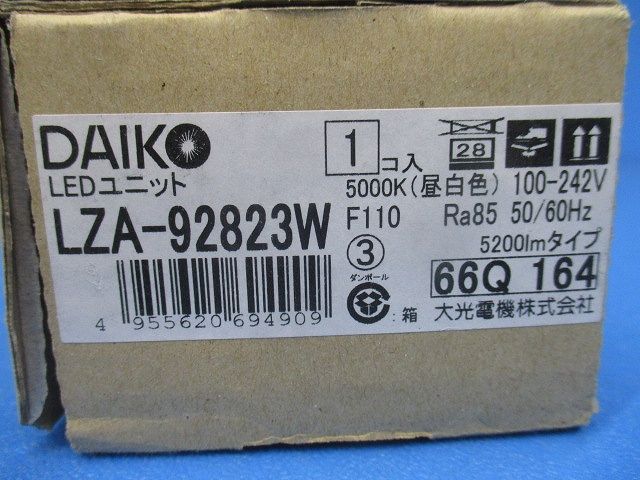 DAIKO
LEDユニット
LZA-92823W
4 955620 694909
1 コ入
28
5000K(昼白色) 100-242V
F110 Ra85 50/60Hz
③
5200lmタイプ
66Q 164
ダンボール
:箱
大光電機株式会社